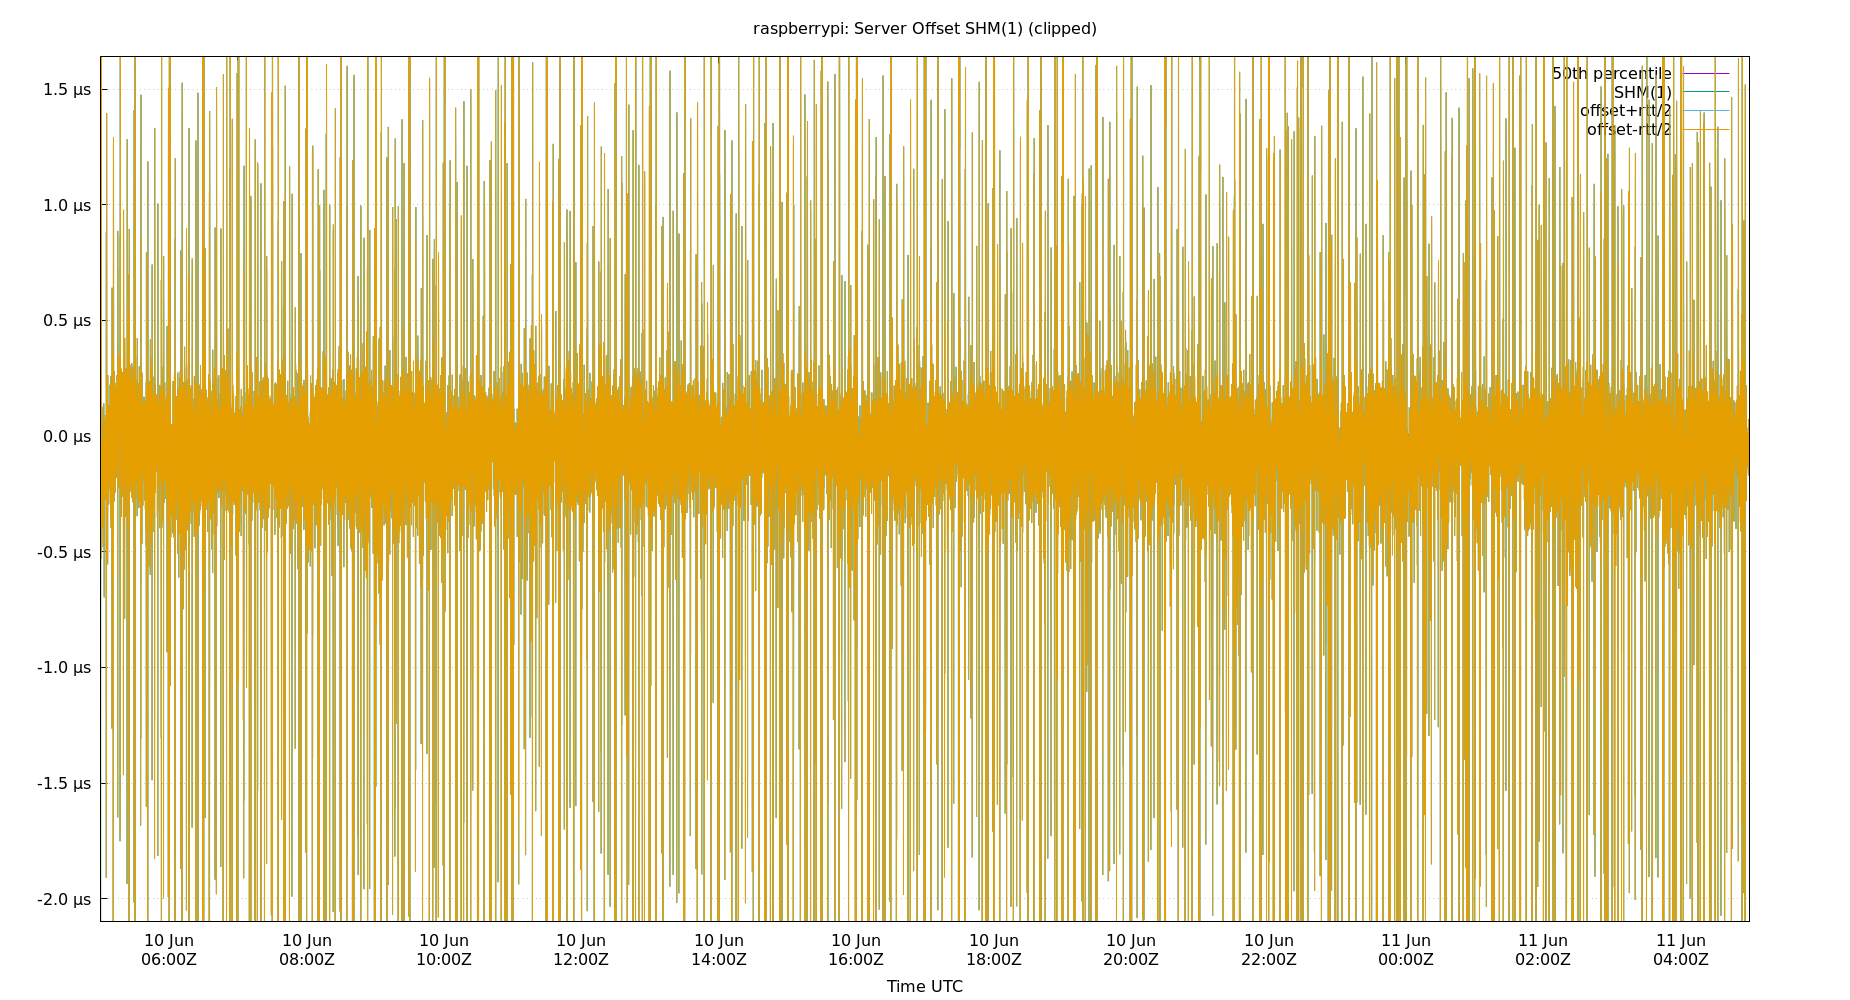 raspberrypi: Server Offset SHM(1) (clipped)
50th percentile
SHM(1)
offset+rtt/2
offset-rtt/2
1.5 μs
1.0 μs
0.5 μs
0.0 μs
-0.5 μs
-1.0 μs
-1.5 μs
-2.0 μs
10 Jun 10 Jun 10 Jun 10 Jun 10 Jun 10 Jun 10 Jun 10 Jun 10 Jun 11 Jun 11 Jun 11 Jun
06:00Z 08:00Z 10:00Z 12:00Z 14:00Z 16:00Z 18:00Z 20:00Z 22:00Z 00:00Z 02:00Z 04:00Z
Time UTC